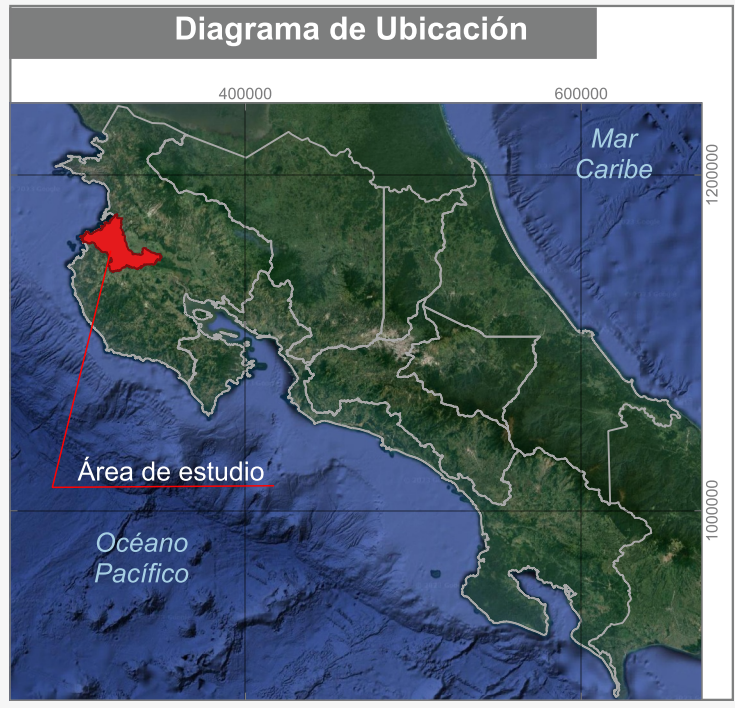 Diagrama de Ubicación
400000
600000
Mar
Caribe
1200000
Área de estudio
1000000
Océano
Pacífico